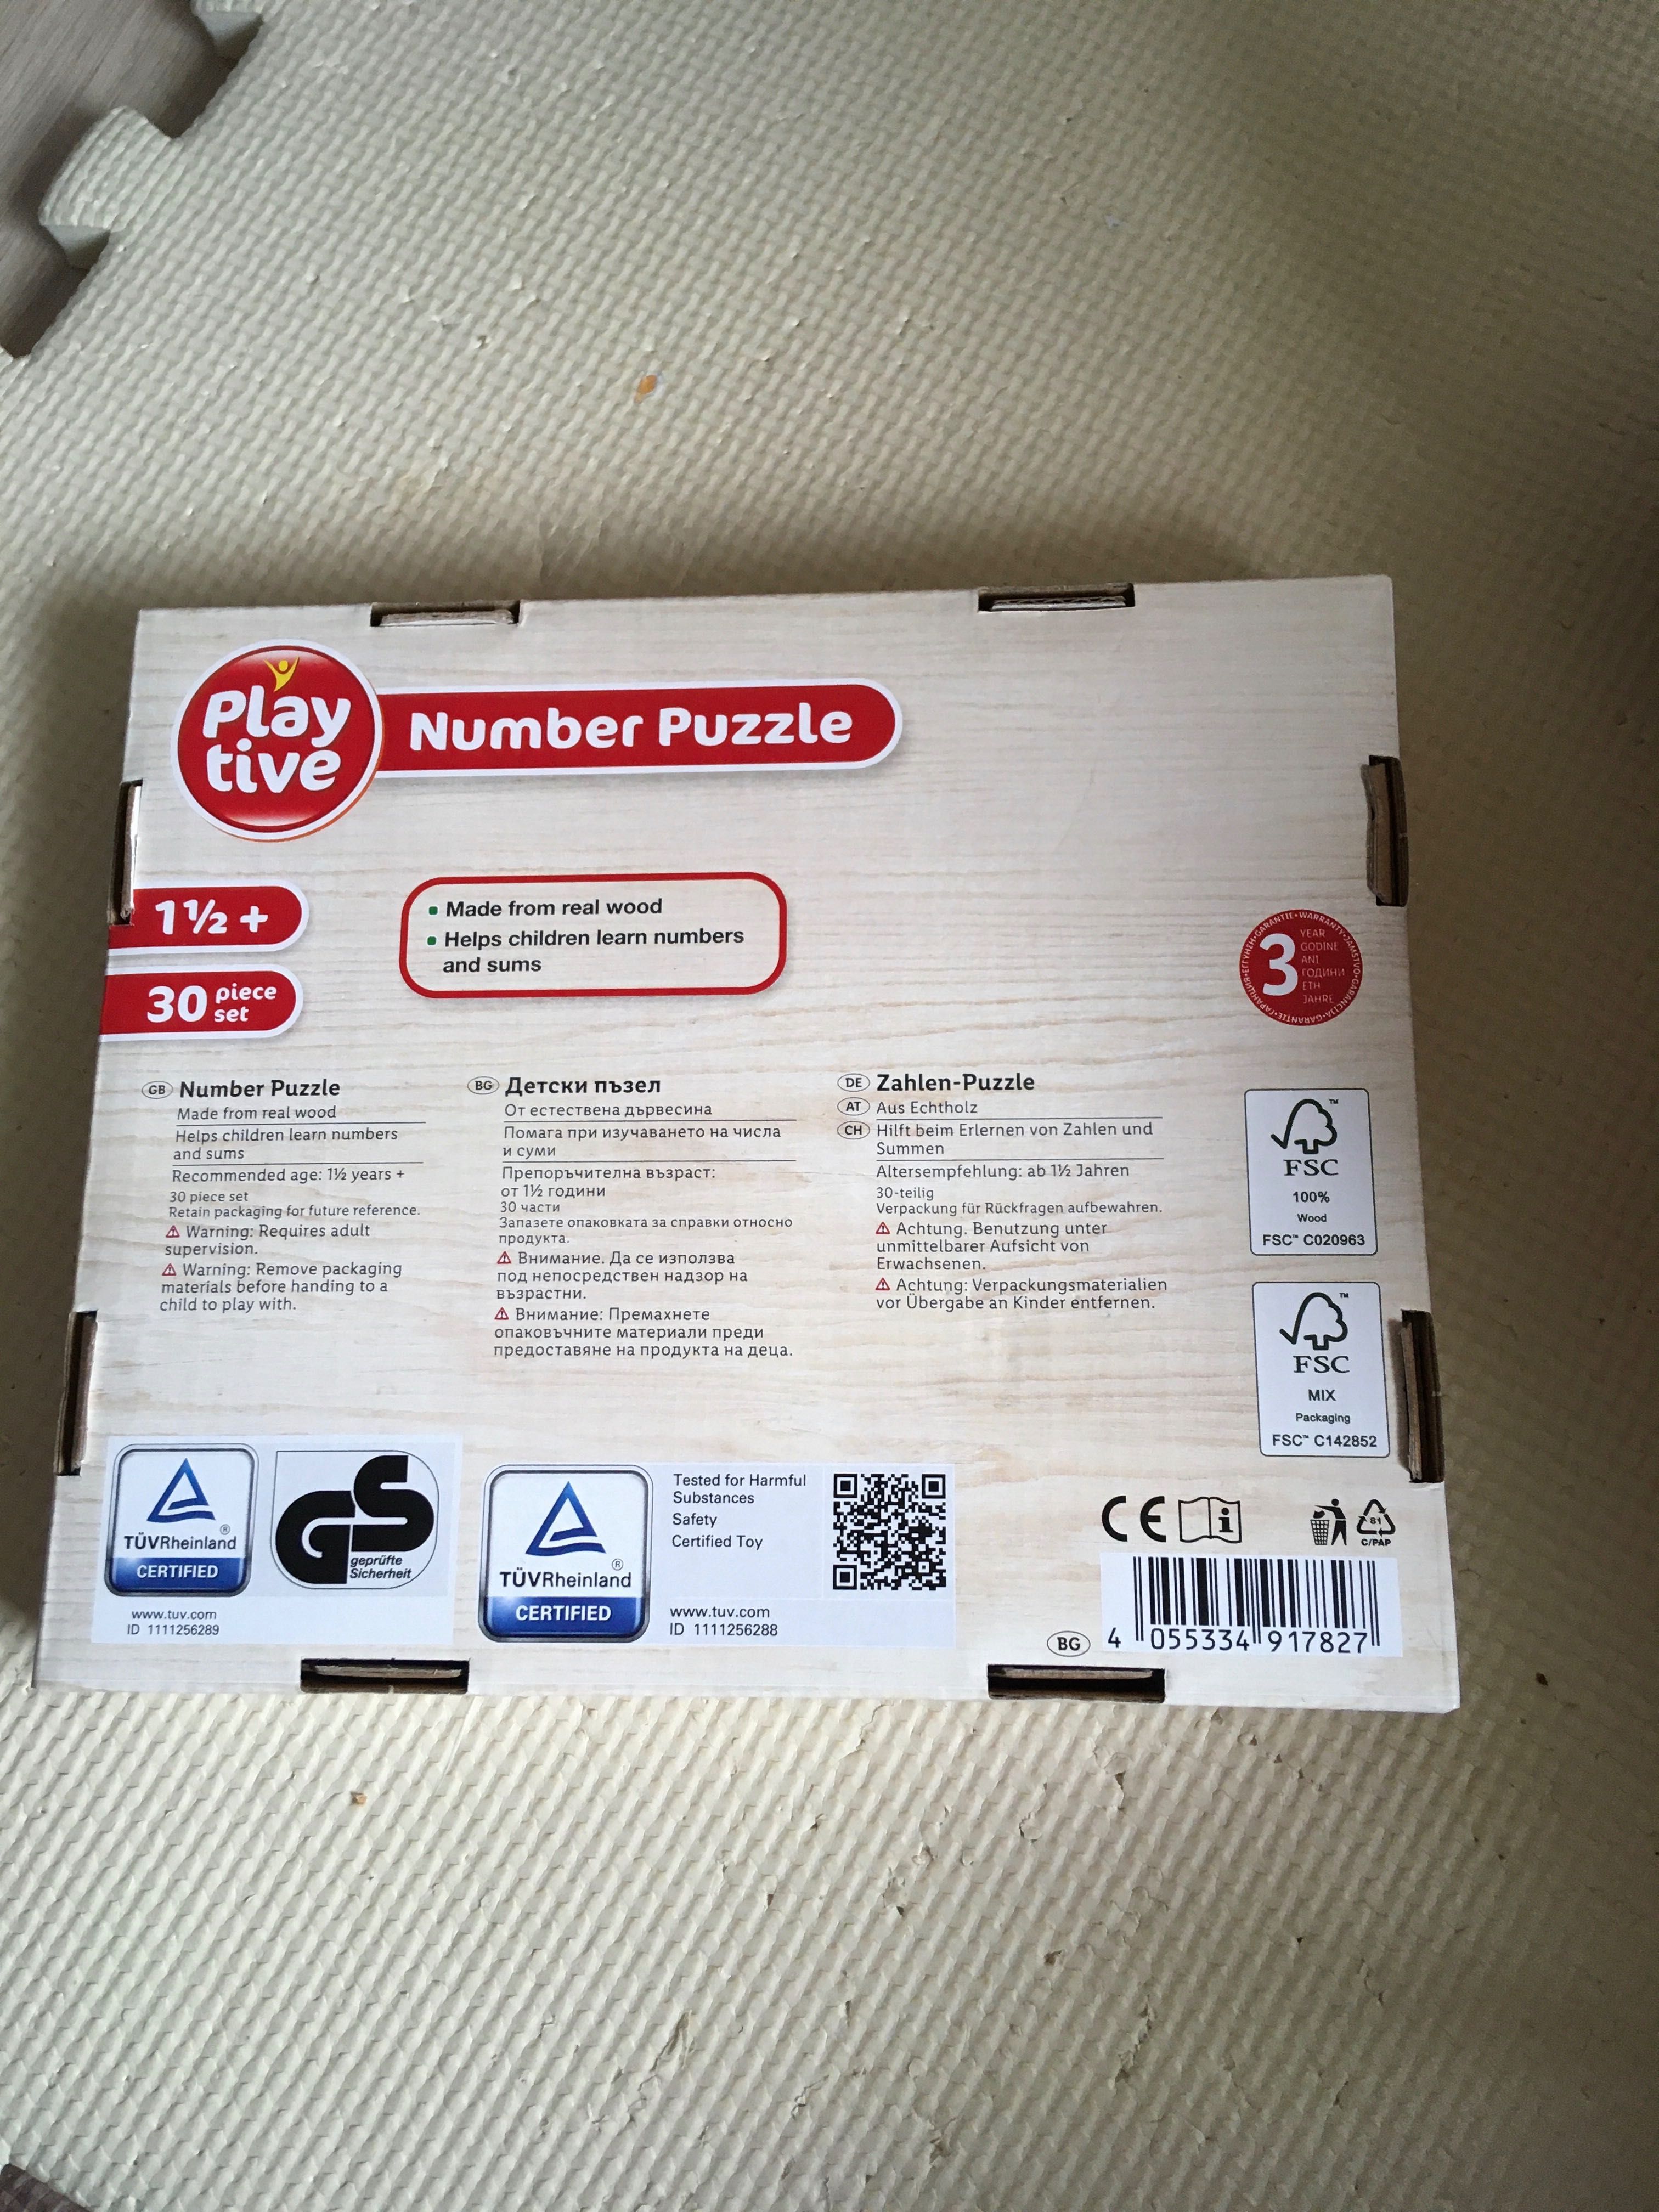 Play
tive
Number Puzzle
1½ +
30 piece
set
• Made from real wood
• Helps children learn numbers
and sums
3 YEAR
GODINE
ANI
ГОДИНИ
ΕΤΗ
JAHRE
GB Number Puzzle
Made from real wood
Helps children learn numbers
and sums
Recommended age: 1½ years +
30 piece set
Retain packaging for future reference.
⚠ Warning: Requires adult
supervision.
⚠ Warning: Remove packaging
materials before handing to a
child to play with.
BG Детски пъзел
От естествена дървесина
Помага при изучаването на числа
и суми
Препоръчителна възраст:
от 1½ години
30 части
Запазете опаковката за справки относно
продукта.
⚠ Внимание. Да се използва
под непосредствен надзор на
възрастни.
⚠ Внимание: Премахнете
опаковъчните материали преди
предоставяне на продукта на деца.
DE Zahlen-Puzzle
AT Aus Echtholz
CH Hilft beim Erlernen von Zahlen und
Summen
Altersempfehlung: ab 1½ Jahren
30-teilig
Verpackung für Rückfragen aufbewahren.
⚠ Achtung. Benutzung unter
unmittelbarer Aufsicht von
Erwachsenen.
⚠ Achtung: Verpackungsmaterialien
vor Übergabe an Kinder entfernen.
FSC™
100%
Wood
FSC™ C020963
FSC™
MIX
Packaging
FSC™ C142852
TÜVRheinland®
CERTIFIED
www.tuv.com
ID 1111256289
GS
geprüfte
Sicherheit
TÜVRheinland®
CERTIFIED
Tested for Harmful
Substances
Safety
Certified Toy
www.tuv.com
ID 1111256288
CE
81
C/PAP
BG
4 055334 917827